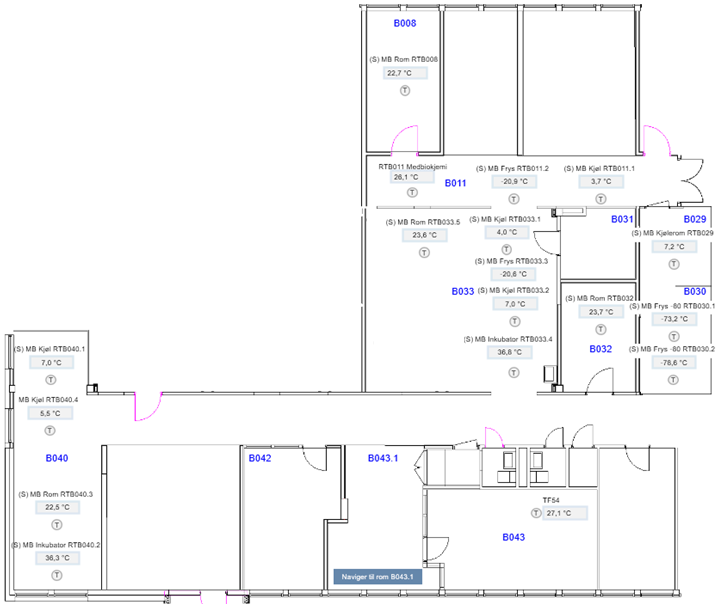 B008
(S) MB Rom RTB008
22,7 °C
T
RTB011 Medbiokjemi
26,1 °C
T
B011
(S) MB Frys RTB011.2
-20,9 °C
T
(S) MB Kjøl RTB011.1
3,7 °C
T
(S) MB Rom RTB033.5
23,6 °C
T
(S) MB Kjøl RTB033.1
4,0 °C
T
(S) MB Frys RTB033.3
-20,6 °C
B033
(S) MB Kjøl RTB033.2
7,0 °C
T
(S) MB Inkubator RTB033.4
36,8 °C
T
B031
B029
(S) MB Kjølerom RTB029
7,2 °C
T
B030
(S) MB Frys -80 RTB030.1
-73,2 °C
T
(S) MB Frys -80 RTB030.2
-78,6 °C
T
(S) MB Rom RTB032
23,7 °C
T
B032
(S) MB Kjøl RTB040.1
7,0 °C
T
MB Kjøl RTB040.4
5,5 °C
T
B040
(S) MB Rom RTB040.3
22,5 °C
T
(S) MB Inkubator RTB040.2
36,3 °C
T
B042
B043.1
TF54
T
27,1 °C
B043
Naviger til rom B043.1